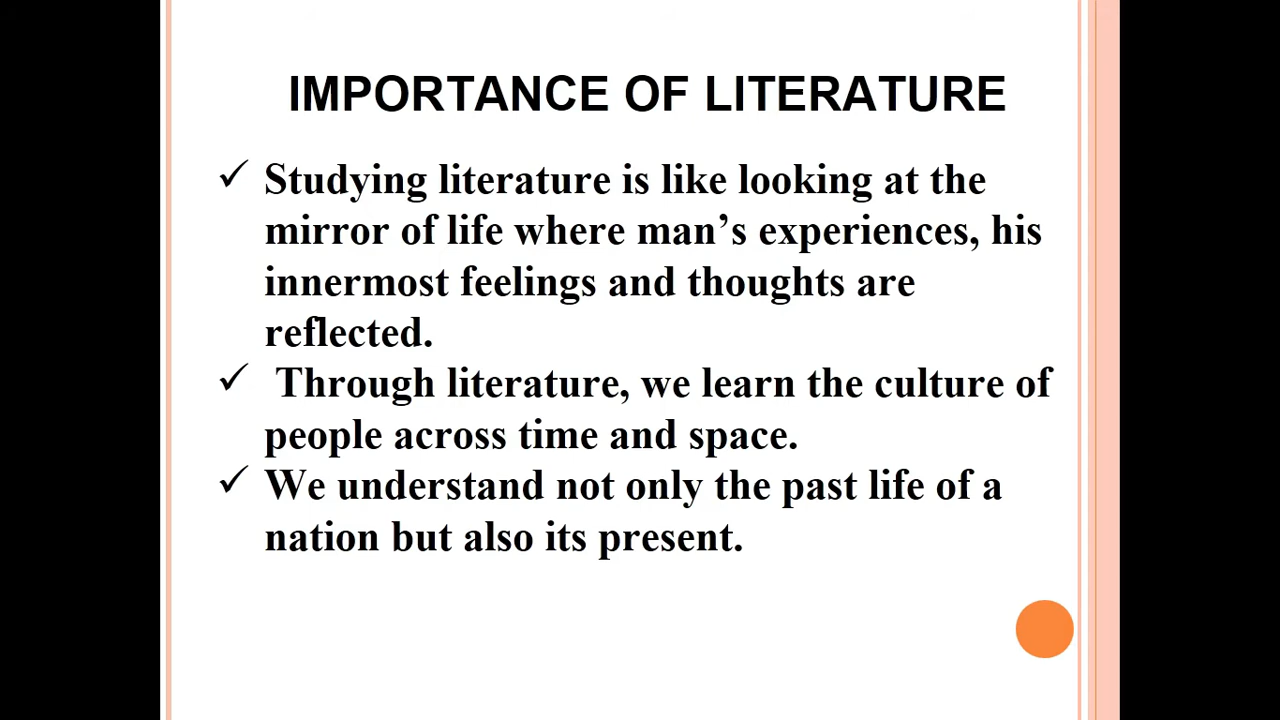 IMPORTANCE OF LITERATURE
✓ Studying literature is like looking at the
mirror of life where man’s experiences, his
innermost feelings and thoughts are
reflected.
✓ Through literature, we learn the culture of
people across time and space.
✓ We understand not only the past life of a
nation but also its present.